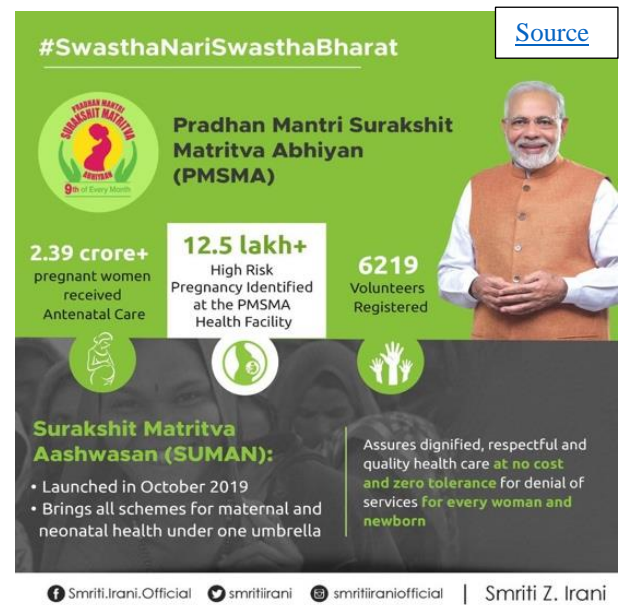 Source
#SwasthaNariSwasthaBharat
PRADHAN MANTRI
SURAKSHIT MATRITVA
ABHIYAN
9th of Every Month
Pradhan Mantri Surakshit
Matritva Abhiyan
(PMSMA)
2.39 crore+
pregnant women
received
Antenatal Care
12.5 lakh+
High Risk
Pregnancy Identified
at the PMSMA
Health Facility
6219
Volunteers
Registered
Surakshit Matritva
Aashwasan (SUMAN):
• Launched in October 2019
• Brings all schemes for maternal and
neonatal health under one umbrella
Assures dignified, respectful and
quality health care at no cost
and zero tolerance for denial of
services for every woman and
newborn
Smriti.Irani.Official smritiirani smritiiraniofficial | Smriti Z. Irani